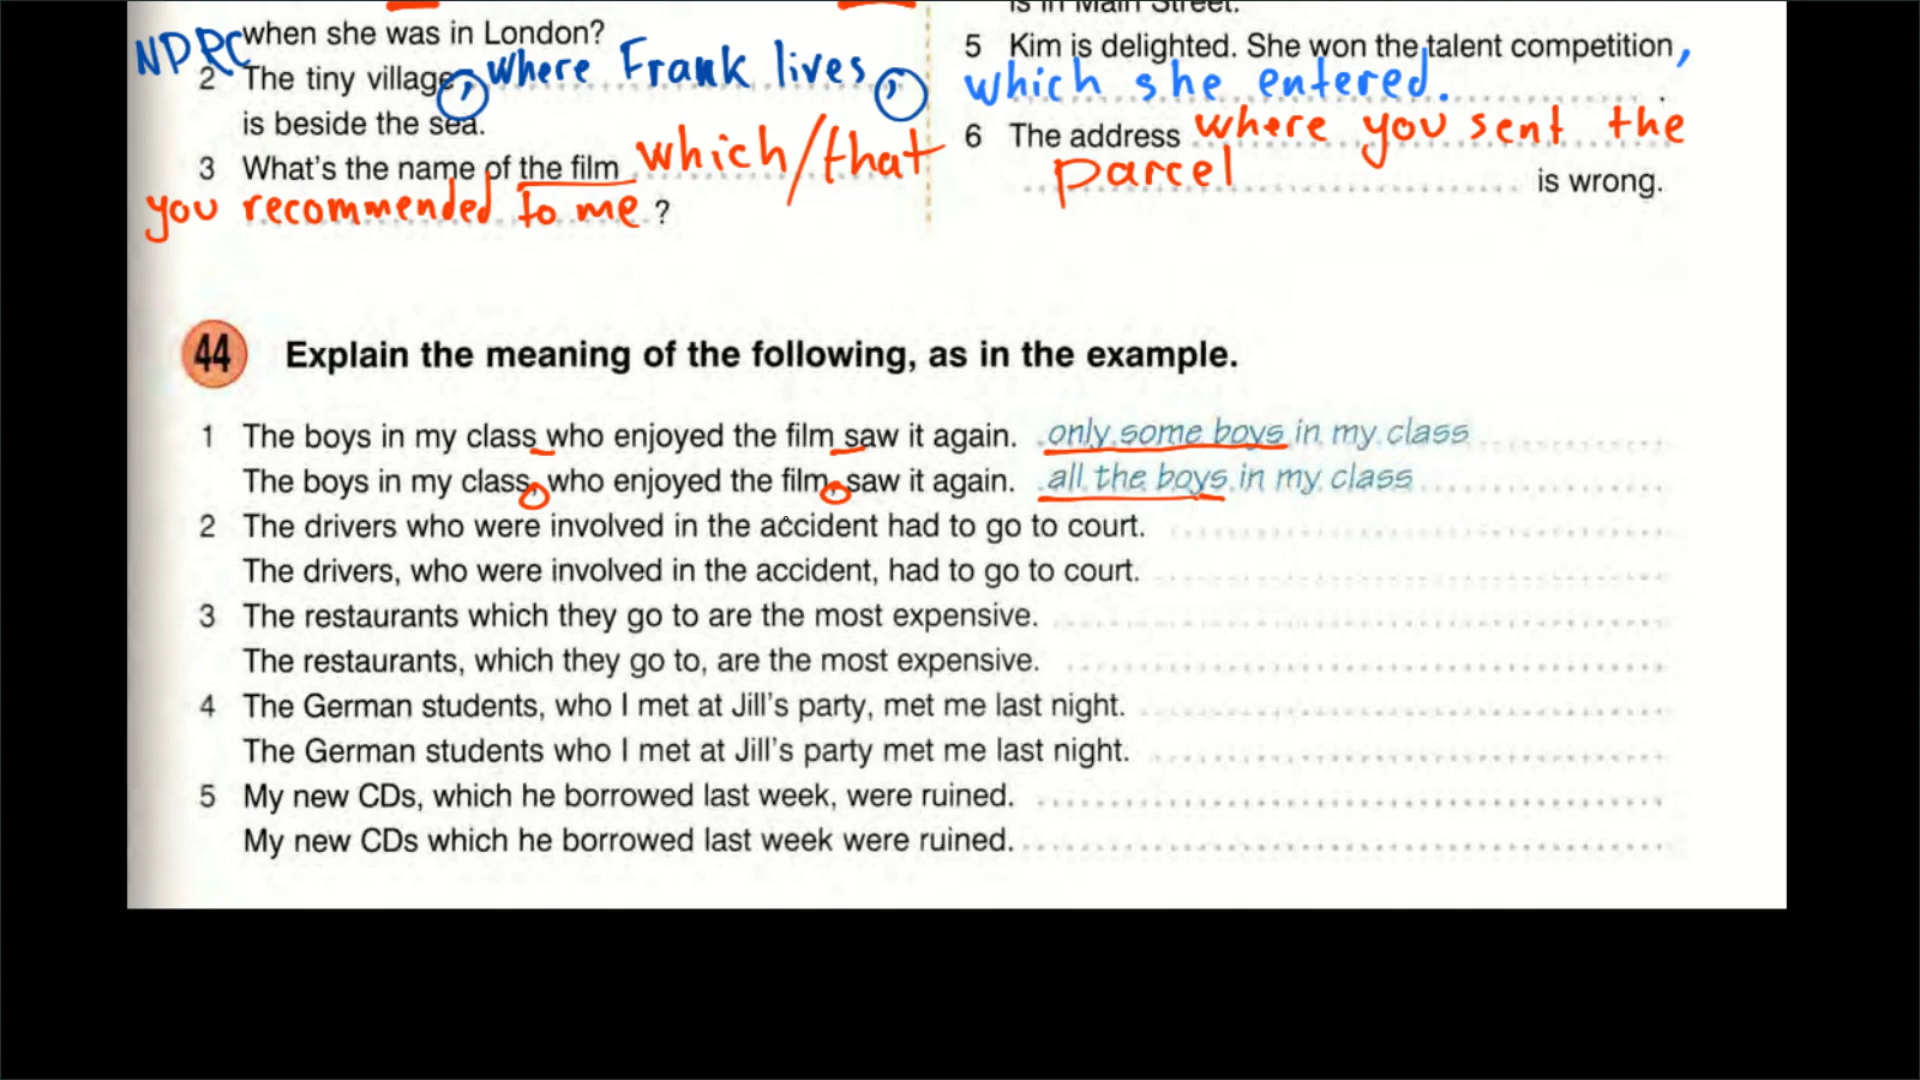 when she was in London?
NDRC
2 The tiny village, where Frank lives,
is beside the sea.
3 What's the name of the film which/that
you recommended to me ?
is in Main Street.
5 Kim is delighted. She won the talent competition,
which she entered.
6 The address where you sent the
parcel is wrong.
44 Explain the meaning of the following, as in the example.
1 The boys in my class who enjoyed the film saw it again. only some boys in my class
The boys in my class, who enjoyed the film, saw it again. all the boys in my class
2 The drivers who were involved in the accident had to go to court.
The drivers, who were involved in the accident, had to go to court.
3 The restaurants which they go to are the most expensive.
The restaurants, which they go to, are the most expensive.
4 The German students, who I met at Jill's party, met me last night.
The German students who I met at Jill's party met me last night.
5 My new CDs, which he borrowed last week, were ruined.
My new CDs which he borrowed last week were ruined.